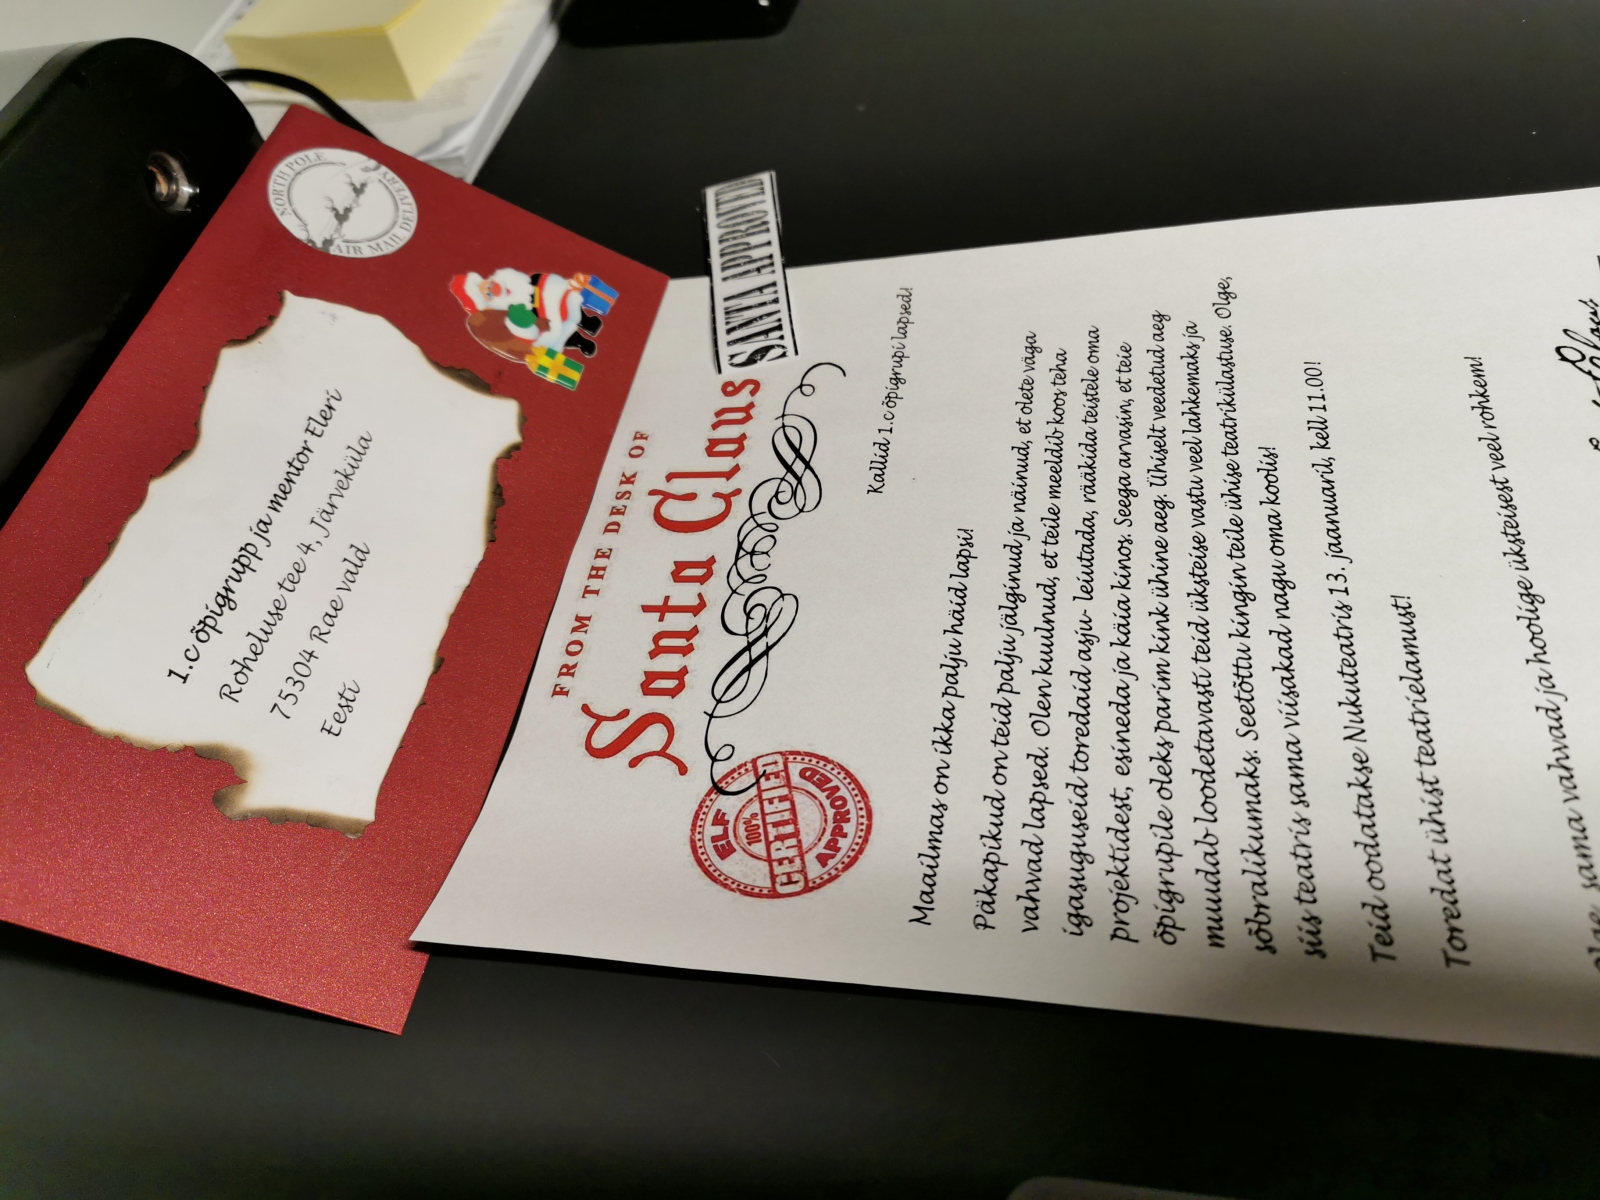 NORTH POLE
AIR MAIL DELIVERY
1.c õpigrupp ja mentor Eleri
Roheluse tee 4, Järveküla
75304 Rae vald
Eesti
FROM THE DESK OF
Santa Claus
SANTA APPROVED
ELF
100%
CERTIFIED
APPROVED
Kallid 1.c õpigrupi lapsed!
Maailmas on ikka palju häid lapsi!
Päkapikud on teid palju jälginud ja näinud, et olete väga
vahvad lapsed. Olen kuulnud, et teile meeldib koos teha
igasuguseid toredaid asju- leiutada, rääkida teistele oma
projektidest, esineda ja käia kinos. Seega arvasin, et teie
õpigrupile oleks parim kink ühine aeg. Ühiselt veedetud aeg
muudab loodetavasti teid üksteise vastu veel lahkemaks ja
sõbralikumaks. Seetõttu kingin teile ühise teatrikülastuse. Olge,
siis teatris sama viisakad nagu oma koolis!
Teid oodatakse Nukuteatris 13. jaanuaril, kell 11.00!
Toredat ühist teatrielamust!
Olge, sama vahvad ja hoolige üksteisest veel rohkem!